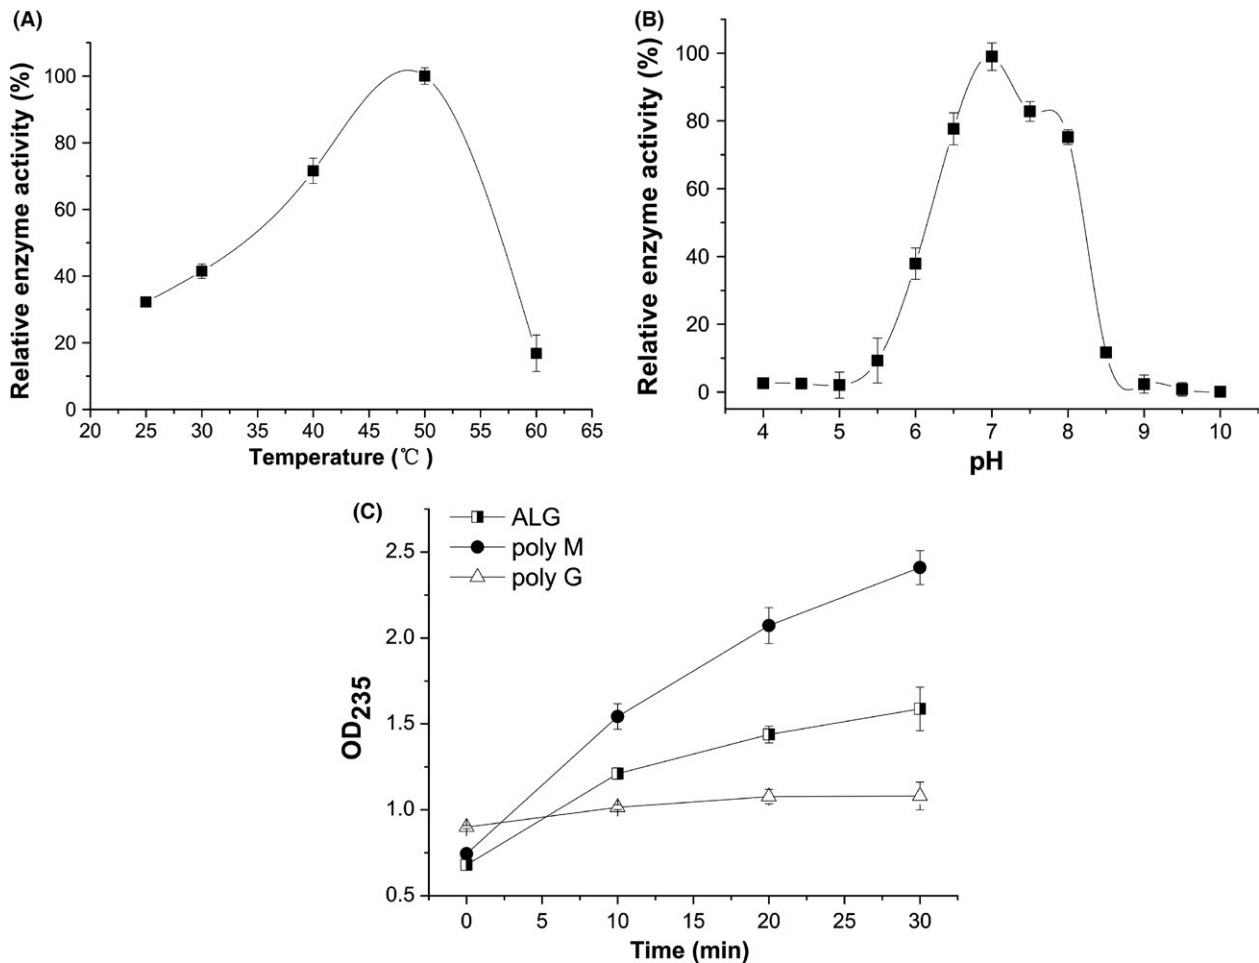 (A)
Relative enzyme activity (%)
100
80
60
40
20
0
20 25 30 35 40 45 50 55 60 65
Temperature (℃ )
(B)
Relative enzyme activity (%)
100
80
60
40
20
0
4 5 6 7 8 9 10
pH
(C)
ALG
poly M
poly G
OD235
2.5
2.0
1.5
1.0
0.5
0 5 10 15 20 25 30
Time (min)